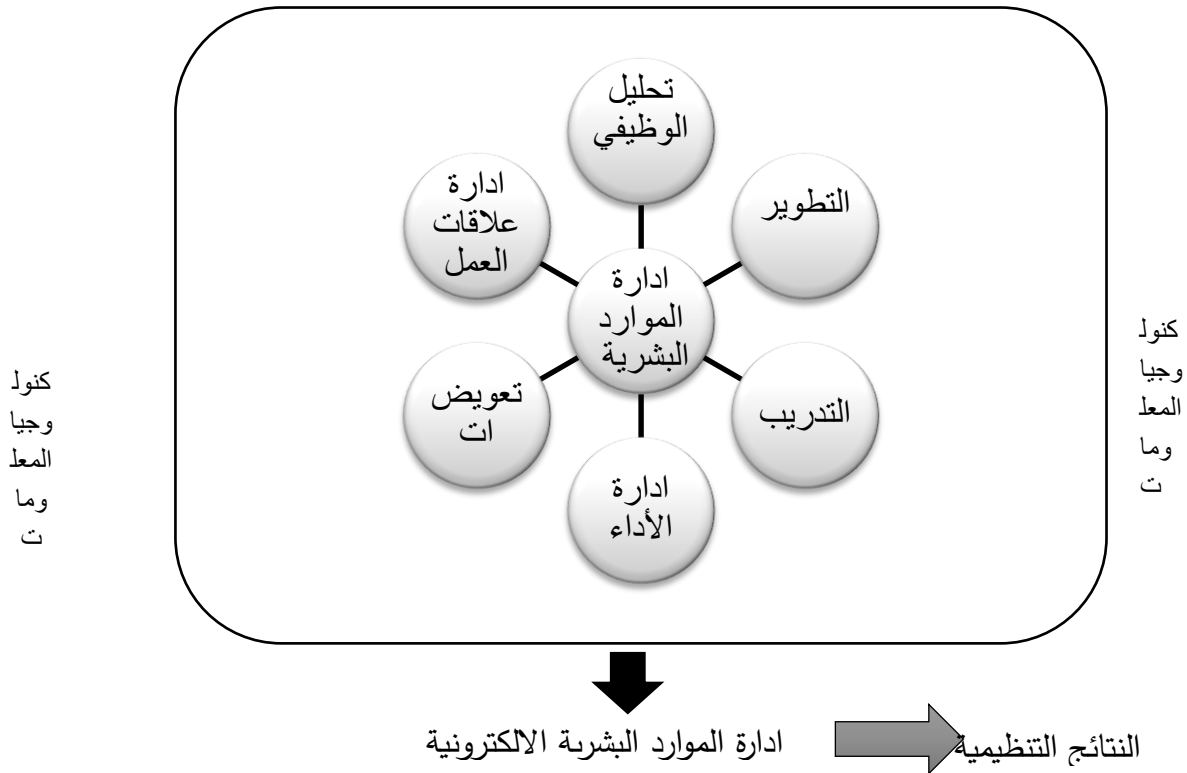 تحليل
الوظيفي
ادارة
علاقات
العمل
التطوير
ادارة
الموارد
البشرية
تعويض
ات
التدريب
ادارة
الأداء
كنول
وجيا
المعل
وما
ت
كنول
وجيا
المعل
وما
ت
ادارة الموارد البشرية الالكترونية
النتائج التنظيمية